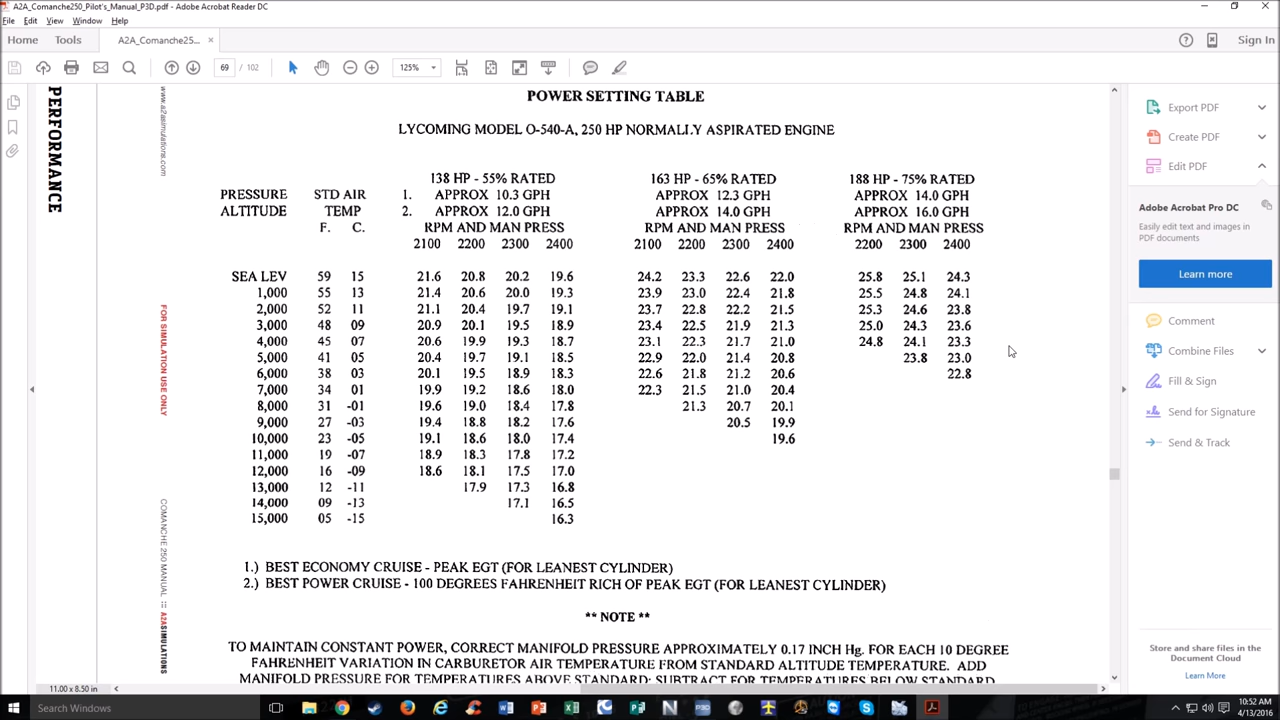 A2A_Comanche250_Pilot's_Manual_P3D.pdf - Adobe Acrobat Reader DC
File Edit View Window Help
Home Tools A2A_Comanche25... × Sign In
69 / 102 125%
PERFORMANCE
www.a2asimulations.com
FOR SIMULATION USE ONLY
COMANCHE 250 MANUAL ::: A2ASIMULATIONS
POWER SETTING TABLE
LYCOMING MODEL O-540-A, 250 HP NORMALLY ASPIRATED ENGINE
138 HP - 55% RATED 163 HP - 65% RATED 188 HP - 75% RATED
PRESSURE STD AIR 1. APPROX 10.3 GPH APPROX 12.3 GPH APPROX 14.0 GPH
ALTITUDE TEMP 2. APPROX 12.0 GPH APPROX 14.0 GPH APPROX 16.0 GPH
F. C. RPM AND MAN PRESS RPM AND MAN PRESS RPM AND MAN PRESS
2100 2200 2300 2400 2100 2200 2300 2400 2200 2300 2400
SEA LEV 59 15 21.6 20.8 20.2 19.6 24.2 23.3 22.6 22.0 25.8 25.1 24.3
1,000 55 13 21.4 20.6 20.0 19.3 23.9 23.0 22.4 21.8 25.5 24.8 24.1
2,000 52 11 21.1 20.4 19.7 19.1 23.7 22.8 22.2 21.5 25.3 24.6 23.8
3,000 48 09 20.9 20.1 19.5 18.9 23.4 22.5 21.9 21.3 25.0 24.3 23.6
4,000 45 07 20.6 19.9 19.3 18.7 23.1 22.3 21.7 21.0 24.8 24.1 23.3
5,000 41 05 20.4 19.7 19.1 18.5 22.9 22.0 21.4 20.8 23.8 23.0
6,000 38 03 20.1 19.5 18.9 18.3 22.6 21.8 21.2 20.6 22.8
7,000 34 01 19.9 19.2 18.6 18.0 22.3 21.5 21.0 20.4
8,000 31 -01 19.6 19.0 18.4 17.8 21.3 20.7 20.1
9,000 27 -03 19.4 18.8 18.2 17.6 20.5 19.9
10,000 23 -05 19.1 18.6 18.0 17.4 19.6
11,000 19 -07 18.9 18.3 17.8 17.2
12,000 16 -09 18.6 18.1 17.5 17.0
13,000 12 -11 17.9 17.3 16.8
14,000 09 -13 17.1 16.5
15,000 05 -15 16.3
1.) BEST ECONOMY CRUISE - PEAK EGT (FOR LEANEST CYLINDER)
2.) BEST POWER CRUISE - 100 DEGREES FAHRENHEIT RICH OF PEAK EGT (FOR LEANEST CYLINDER)
** NOTE **
TO MAINTAIN CONSTANT POWER, CORRECT MANIFOLD PRESSURE APPROXIMATELY 0.17 INCH Hg. FOR EACH 10 DEGREE
FAHRENHEIT VARIATION IN CARBURETOR AIR TEMPERATURE FROM STANDARD ALTITUDE TEMPERATURE. ADD
MANIFOLD PRESSURE FOR TEMPERATURES ABOVE STANDARD; SUBTRACT FOR TEMPERATURES BELOW STANDARD
11.00 x 8.50 in
Export PDF
Create PDF
Edit PDF
Adobe Acrobat Pro DC
Easily edit text and images in
PDF documents
Learn more
Comment
Combine Files
Fill & Sign
Send for Signature
Send & Track
Store and share files in the
Document Cloud
Learn More
Search Windows
10:52 AM
4/13/2016